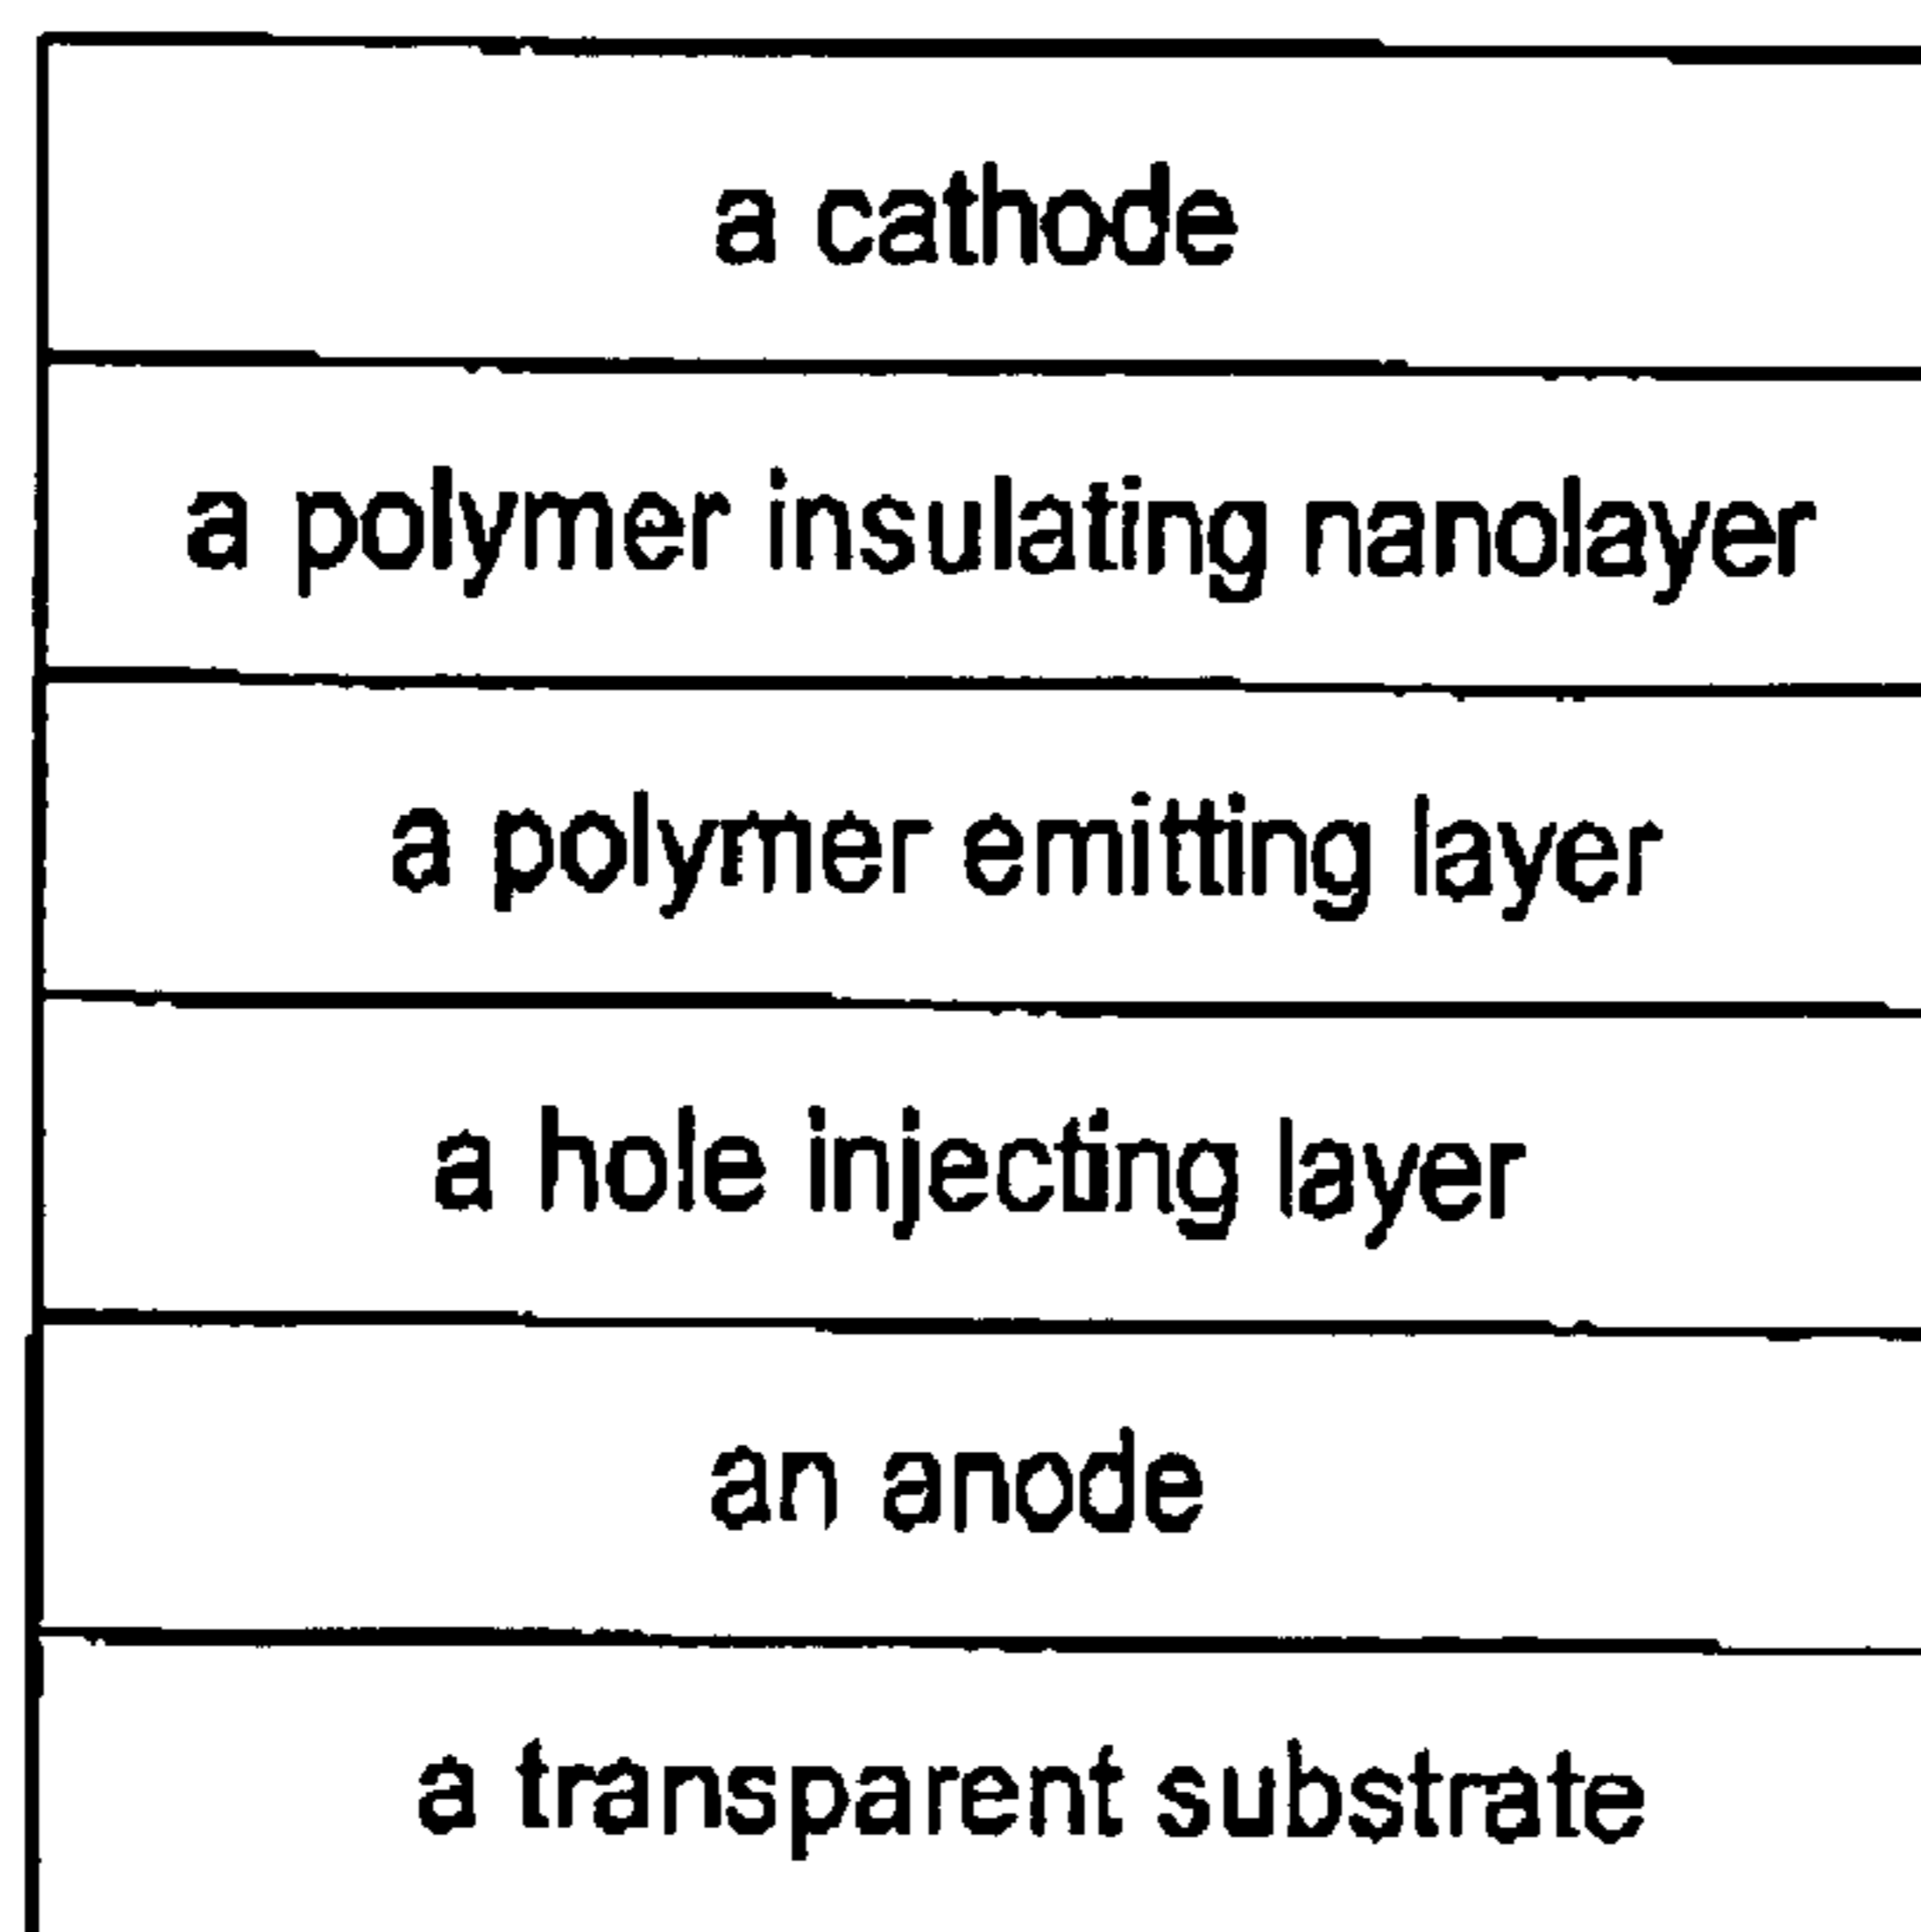 a cathode
a polymer insulating nanolayer
a polymer emitting layer
a hole injecting layer
an anode
a transparent substrate